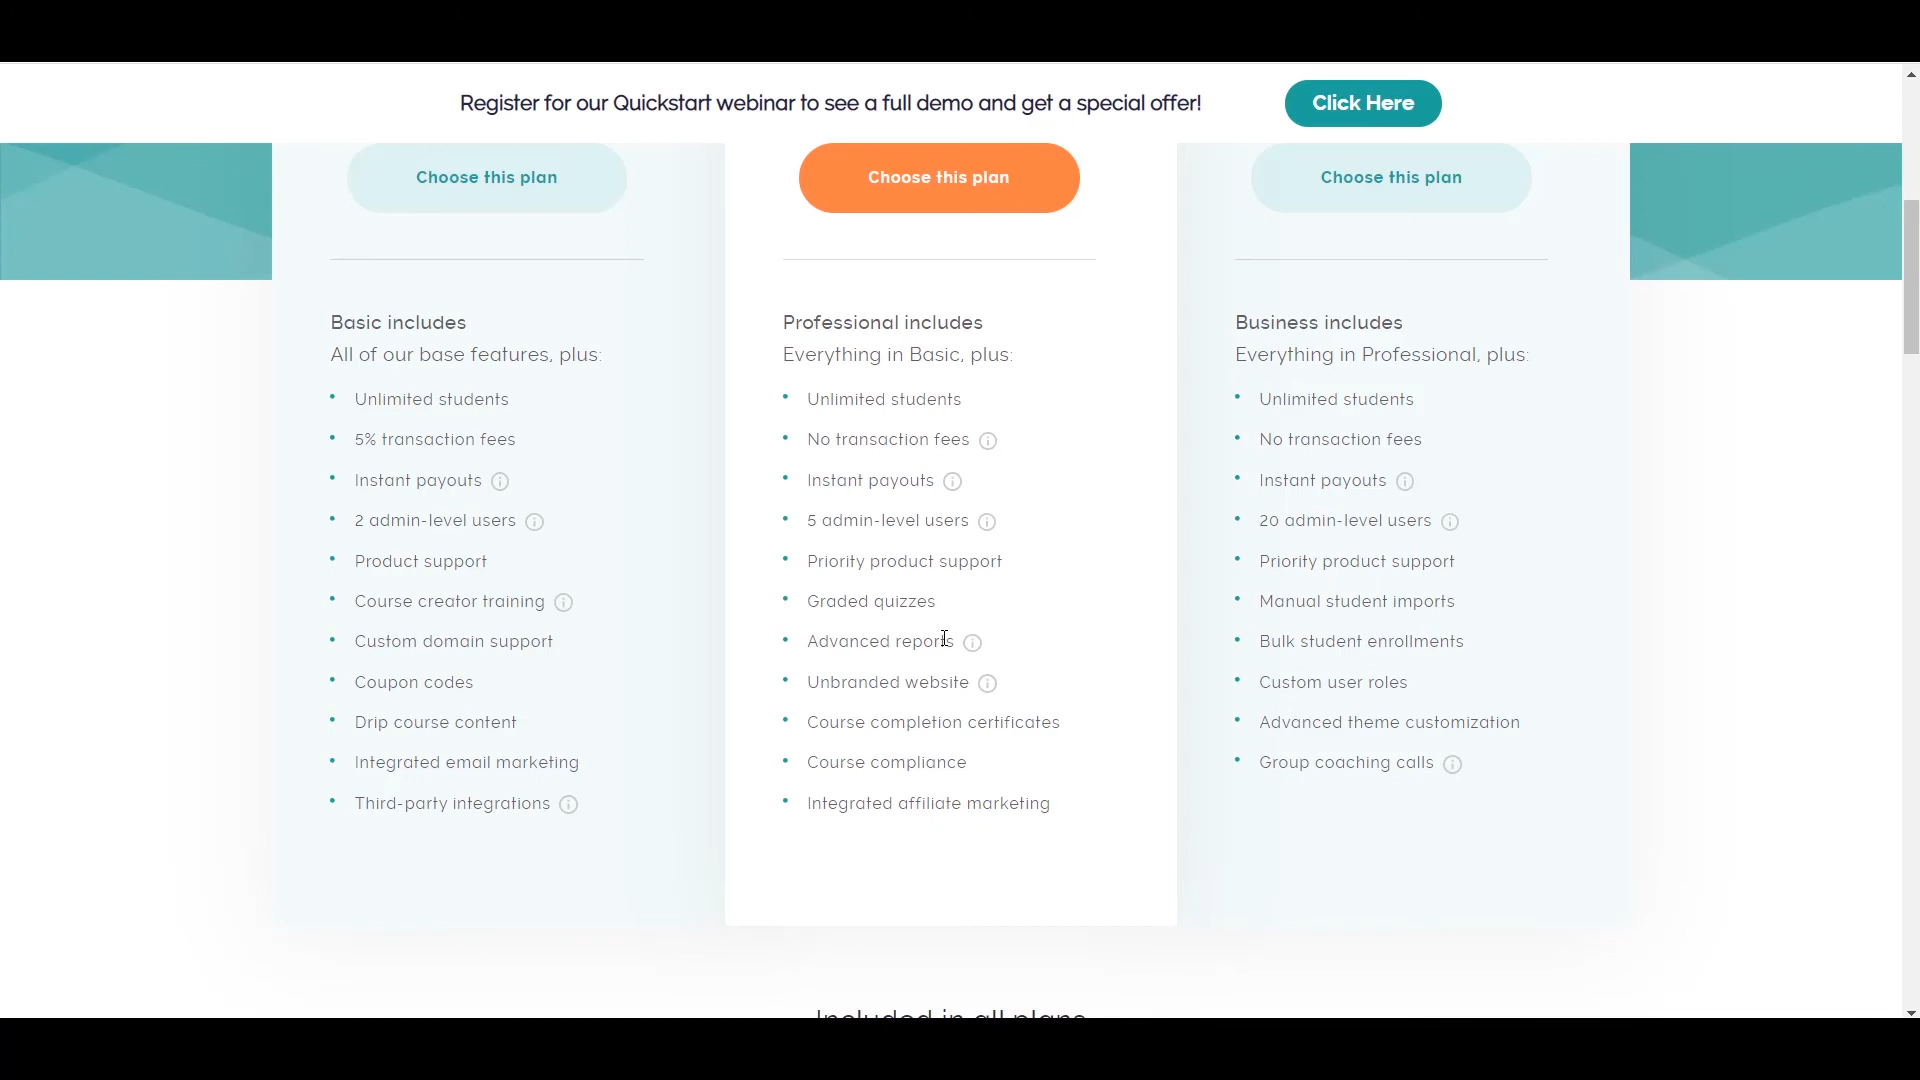 Register for our Quickstart webinar to see a full demo and get a special offer!
Click Here
Choose this plan
Basic includes
All of our base features, plus:
Unlimited students
5% transaction fees
Instant payouts
2 admin-level users
Product support
Course creator training
Custom domain support
Coupon codes
Drip course content
Integrated email marketing
Third-party integrations
Choose this plan
Professional includes
Everything in Basic, plus:
Unlimited students
No transaction fees
Instant payouts
5 admin-level users
Priority product support
Graded quizzes
Advanced reports
Unbranded website
Course completion certificates
Course compliance
Integrated affiliate marketing
Choose this plan
Business includes
Everything in Professional, plus:
Unlimited students
No transaction fees
Instant payouts
20 admin-level users
Priority product support
Manual student imports
Bulk student enrollments
Custom user roles
Advanced theme customization
Group coaching calls
Included in all plans